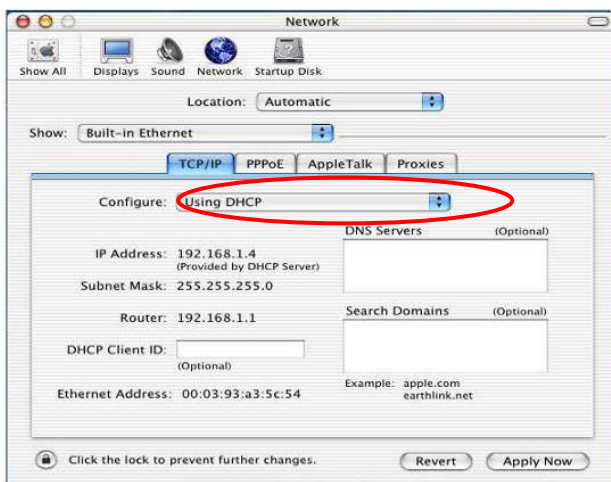 Network
Show All Displays Sound Network Startup Disk
Location: Automatic
Show: Built-in Ethernet
TCP/IP PPPoE AppleTalk Proxies
Configure: Using DHCP
DNS Servers (Optional)
IP Address: 192.168.1.4
(Provided by DHCP Server)
Subnet Mask: 255.255.255.0
Router: 192.168.1.1
Search Domains (Optional)
DHCP Client ID:
(Optional)
Ethernet Address: 00:03:93:a3:5c:54
Example: apple.com
earthlink.net
Click the lock to prevent further changes.
Revert Apply Now